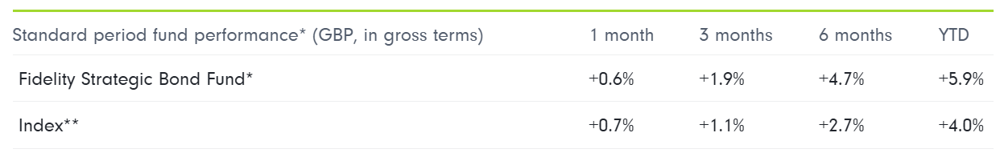 Standard period fund performance* (GBP, in gross terms) 1 month 3 months 6 months YTD
Fidelity Strategic Bond Fund* +0.6% +1.9% +4.7% +5.9%
Index** +0.7% +1.1% +2.7% +4.0%